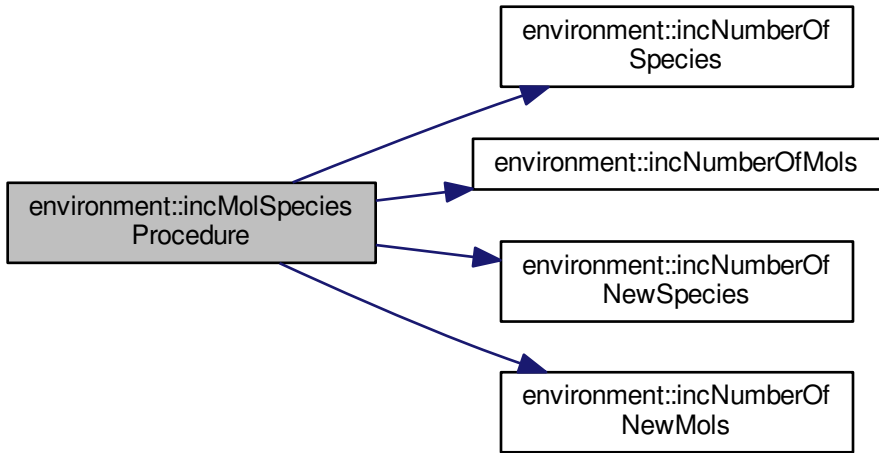 environment::incNumberOf
Species
environment::incNumberOfMols
environment::incMolSpecies
Procedure
environment::incNumberOf
NewSpecies
environment::incNumberOf
NewMols